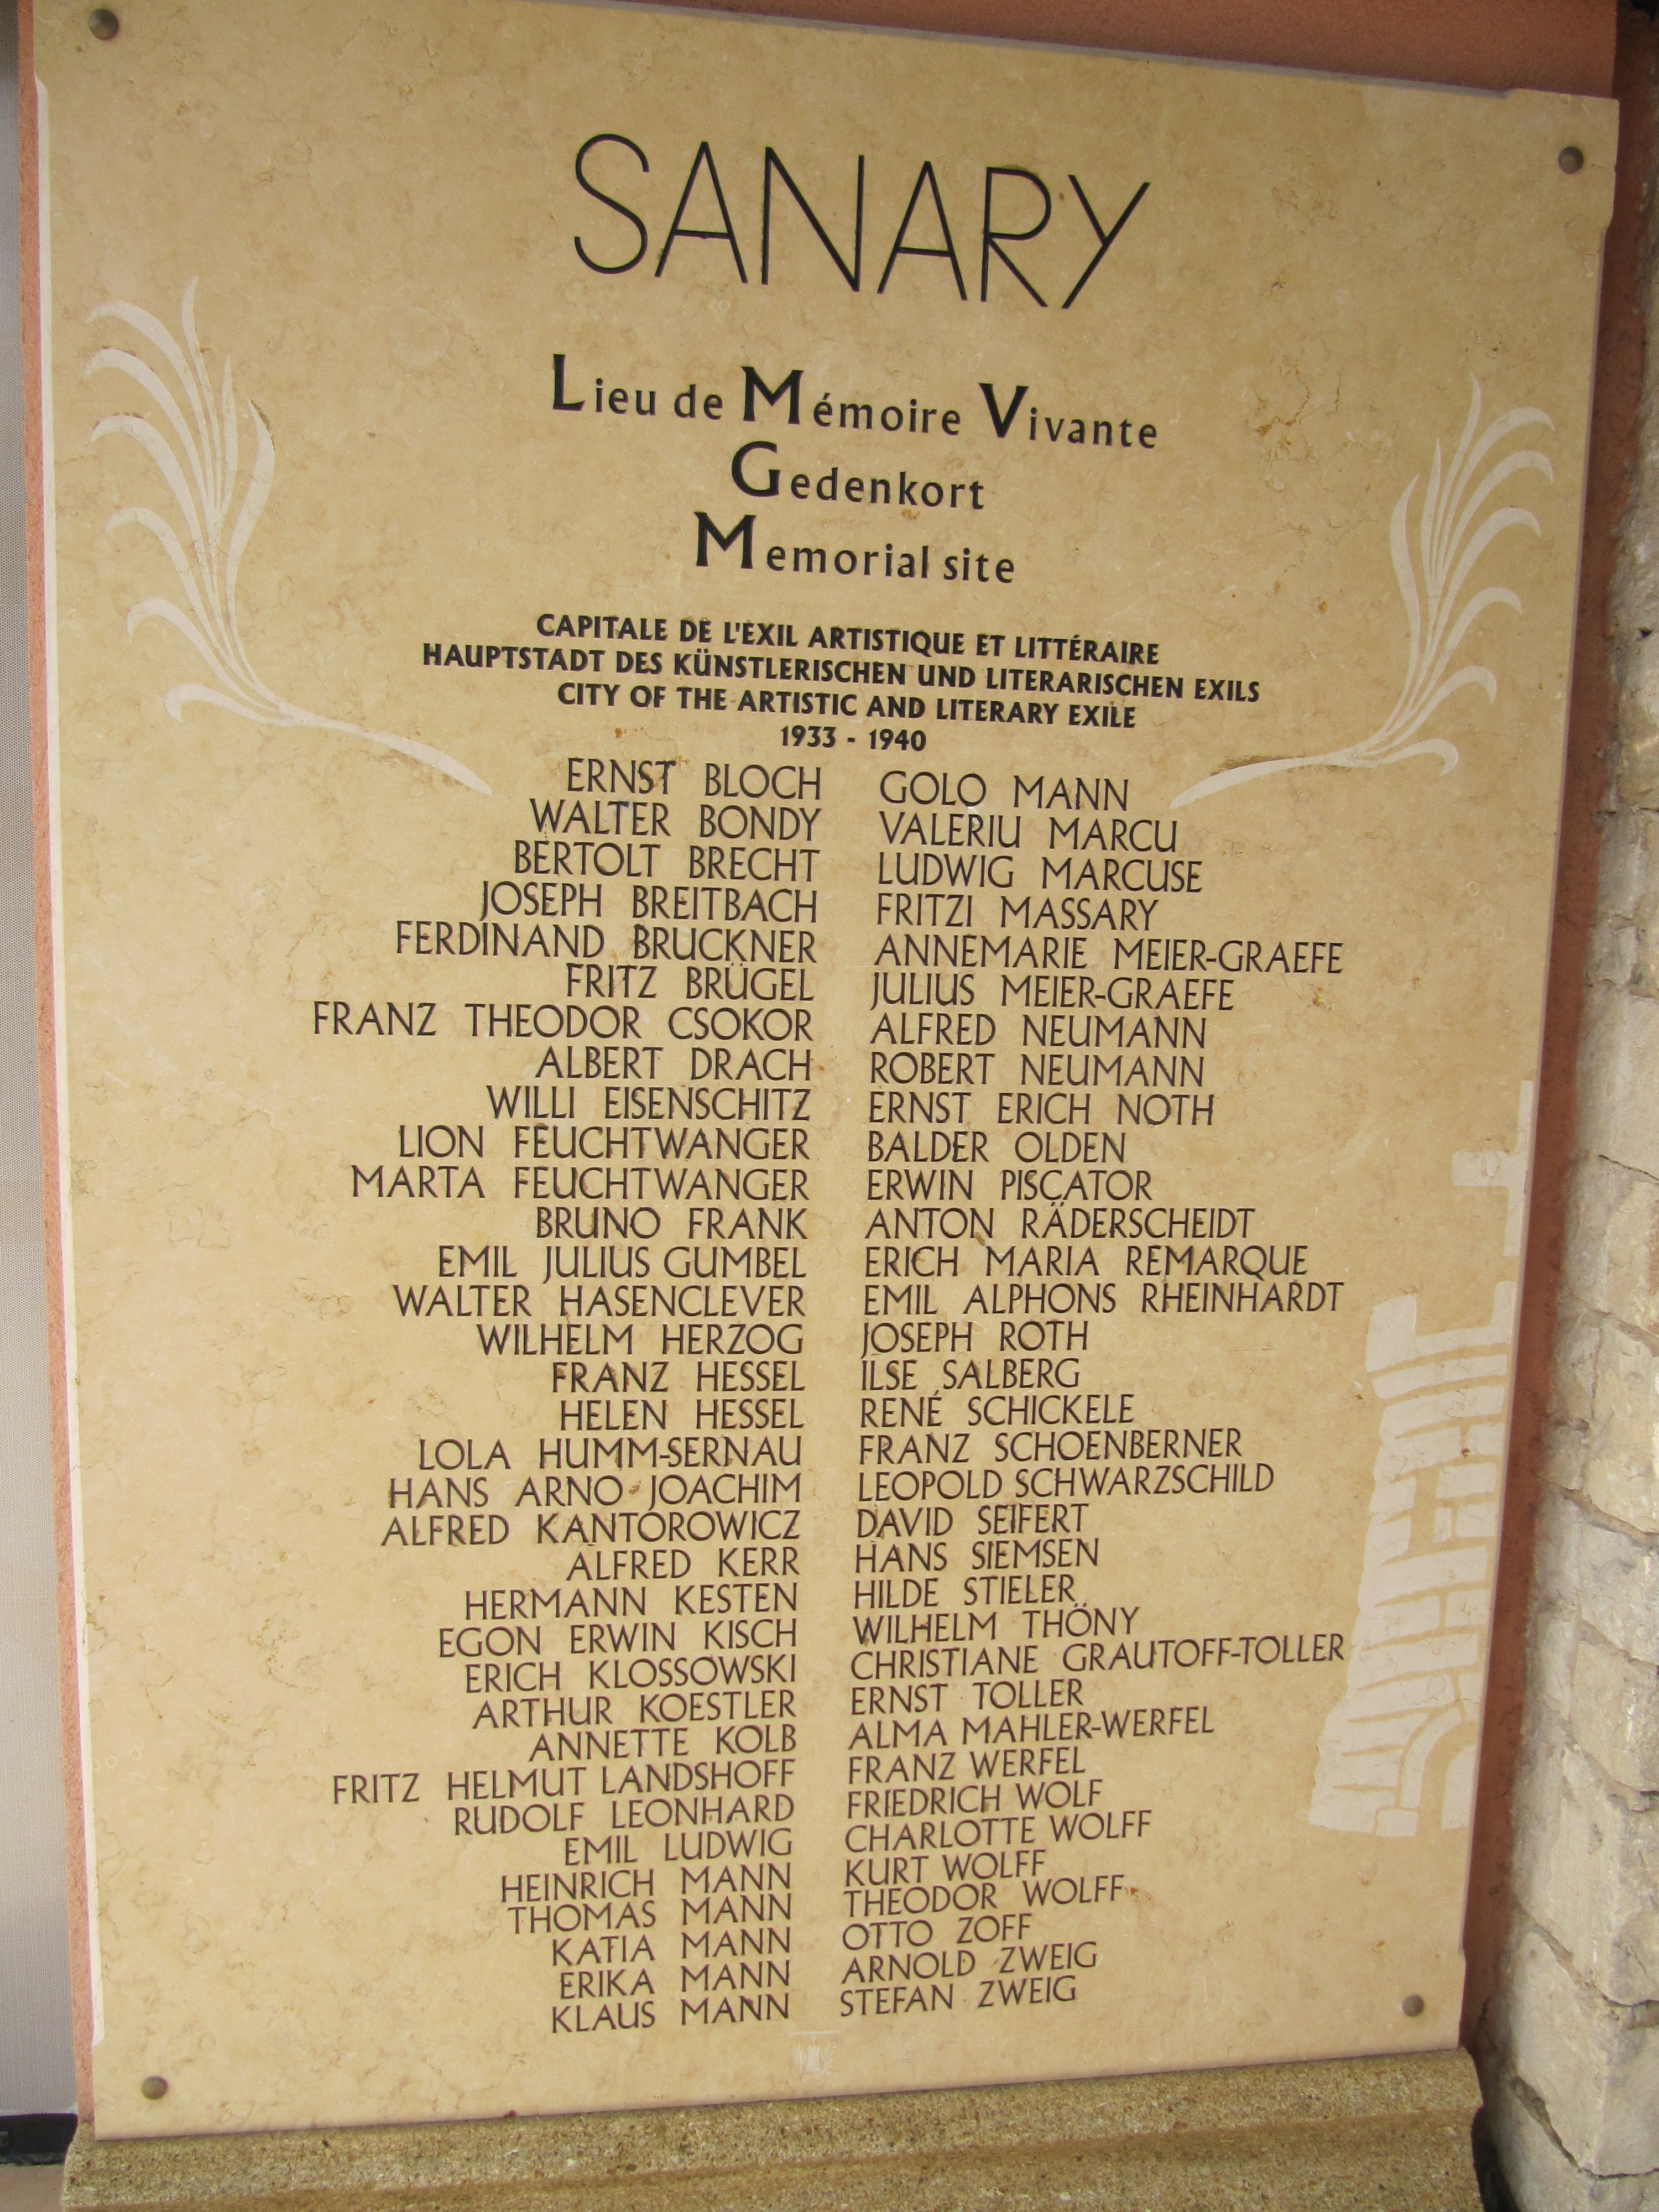 SANARY
Lieu de Mémoire Vivante
Gedenkort
Memorial site
CAPITALE DE L'EXIL ARTISTIQUE ET LITTÉRAIRE
HAUPTSTADT DES KÜNSTLERISCHEN UND LITERARISCHEN EXILS
CITY OF THE ARTISTIC AND LITERARY EXILE
1933 - 1940
ERNST BLOCH
WALTER BONDY
BERTOLT BRECHT
JOSEPH BREITBACH
FERDINAND BRUCKNER
FRITZ BRÜGEL
FRANZ THEODOR CSOKOR
ALBERT DRACH
WILLI EISENSCHITZ
LION FEUCHTWANGER
MARTA FEUCHTWANGER
BRUNO FRANK
EMIL JULIUS GUMBEL
WALTER HASENCLEVER
WILHELM HERZOG
FRANZ HESSEL
HELEN HESSEL
LOLA HUMM-SERNAU
HANS ARNO JOACHIM
ALFRED KANTOROWICZ
ALFRED KERR
HERMANN KESTEN
EGON ERWIN KISCH
ERICH KLOSSOWSKI
ARTHUR KOESTLER
ANNETTE KOLB
FRITZ HELMUT LANDSHOFF
RUDOLF LEONHARD
EMIL LUDWIG
HEINRICH MANN
THOMAS MANN
KATIA MANN
ERIKA MANN
KLAUS MANN
GOLO MANN
VALERIU MARCU
LUDWIG MARCUSE
FRITZI MASSARY
ANNEMARIE MEIER-GRAEFE
JULIUS MEIER-GRAEFE
ALFRED NEUMANN
ROBERT NEUMANN
ERNST ERICH NOTH
BALDER OLDEN
ERWIN PISCATOR
ANTON RÄDERSCHEIDT
ERICH MARIA REMARQUE
EMIL ALPHONS RHEINHARDT
JOSEPH ROTH
ILSE SALBERG
RENÉ SCHICKELE
FRANZ SCHOENBERNER
LEOPOLD SCHWARZSCHILD
DAVID SEIFERT
HANS SIEMSEN
HILDE STIELER
WILHELM THÖNY
CHRISTIANE GRAUTOFF-TOLLER
ERNST TOLLER
ALMA MAHLER-WERFEL
FRANZ WERFEL
FRIEDRICH WOLF
CHARLOTTE WOLFF
KURT WOLFF
THEODOR WOLFF
OTTO ZOFF
ARNOLD ZWEIG
STEFAN ZWEIG